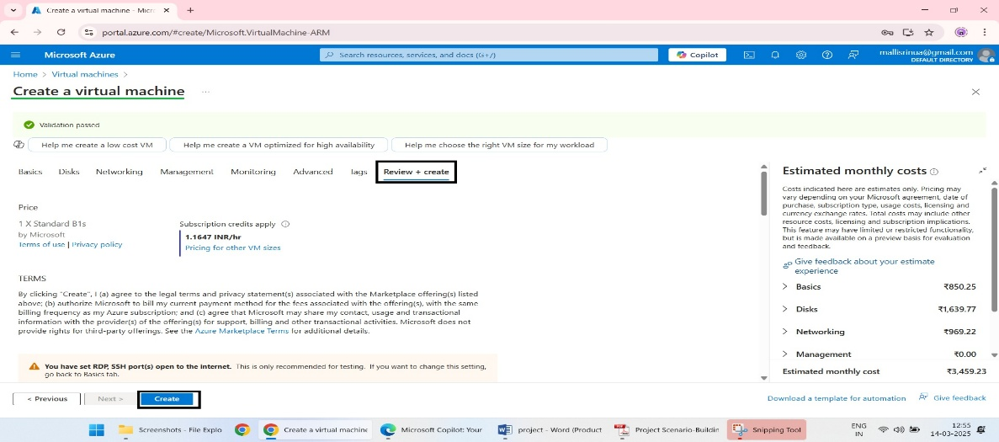 Create a virtual machine - Micr
portal.azure.com/#create/Microsoft.VirtualMachine-ARM
Microsoft Azure
Search resources, services, and docs (G+/)
Copilot
mallisrinua@gmail.com
DEFAULT DIRECTORY
Home > Virtual machines >
Create a virtual machine ...
Validation passed
Help me create a low cost VM
Help me create a VM optimized for high availability
Help me choose the right VM size for my workload
Basics Disks Networking Management Monitoring Advanced Tags Review + create
Price
1 X Standard B1s
by Microsoft
Terms of use | Privacy policy
Subscription credits apply
1.1647 INR/hr
Pricing for other VM sizes
TERMS
By clicking "Create", I (a) agree to the legal terms and privacy statement(s) associated with the Marketplace offering(s) listed
above; (b) authorize Microsoft to bill my current payment method for the fees associated with the offering(s), with the same
billing frequency as my Azure subscription; and (c) agree that Microsoft may share my contact, usage and transactional
information with the provider(s) of the offering(s) for support, billing and other transactional activities. Microsoft does not
provide rights for third-party offerings. See the Azure Marketplace Terms for additional details.
You have set RDP, SSH port(s) open to the internet. This is only recommended for testing. If you want to change this setting,
go back to Basics tab.
Estimated monthly costs
Costs indicated here are estimates only. Pricing may
vary depending on your Microsoft agreement, date of
purchase, subscription type, usage costs, licensing and
currency exchange rates. Total costs may include other
resource costs, licensing and subscription implications.
This feature may have limited or restricted functionality,
but is made available on a preview basis for evaluation
and feedback.
Give feedback about your estimate
experience
Basics ₹850.25
Disks ₹1,639.77
Networking ₹969.22
Management ₹0.00
Estimated monthly cost ₹3,459.23
< Previous
Next >
Create
Download a template for automation
Give feedback
Screenshots - File Explo
Create a virtual machine
Microsoft Copilot: Your
project - Word (Product
Project Scenario-Buildin
Snipping Tool
ENG
IN
12:55
14-03-2025